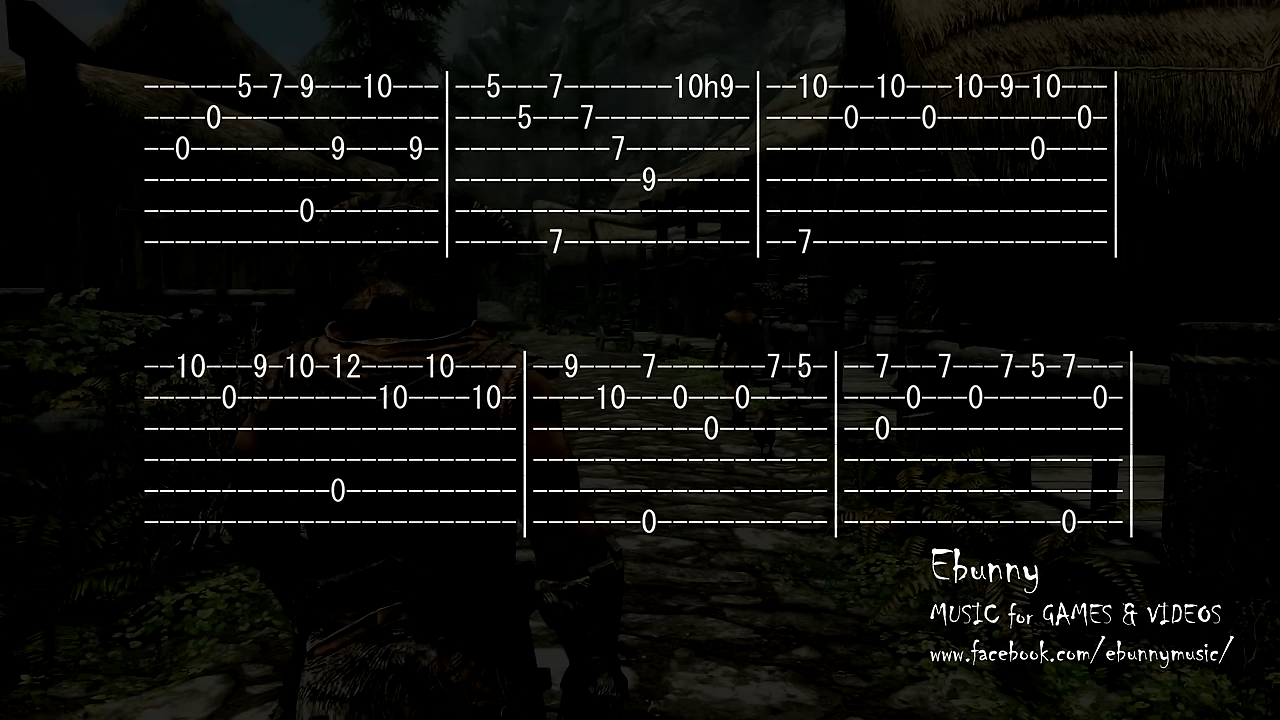 ------5-7-9---10---|--5---7-------10h9-|--10---10---10-9-10---|
----0--------------|----5---7----------|-----0----0---------0-|
--0---------9----9-|----------7--------|-----------------0----|
-------------------|------------9------|----------------------|
----------0--------|-------------------|----------------------|
-------------------|------7------------|--7-------------------|
--10---9-10-12----10----|--9----7-------7-5-|--7---7---7-5-7---|
-----0---------10----10-|----10---0---0-----|----0---0-------0-|
------------------------|-----------0-------|--0---------------|
------------------------|-------------------|------------------|
------------0-----------|-------------------|------------------|
------------------------|-------0-----------|--------------0---|
Ebunny
MUSIC for GAMES & VIDEOS
www.facebook.com/ebunnymusic/